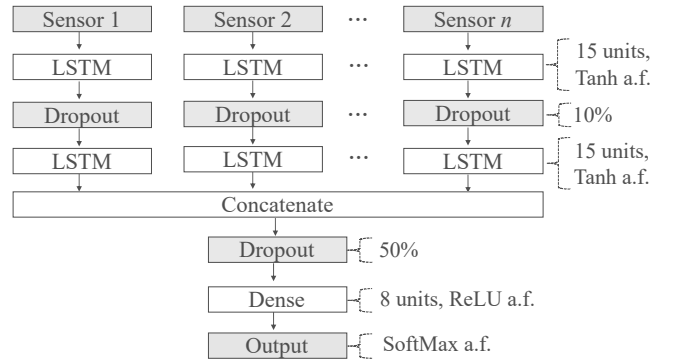 Sensor 1 Sensor 2 ... Sensor n
LSTM LSTM ... LSTM
15 units,
Tanh a.f.
Dropout Dropout ... Dropout
10%
LSTM LSTM ... LSTM
15 units,
Tanh a.f.
Concatenate
Dropout
50%
Dense
8 units, ReLU a.f.
Output
SoftMax a.f.